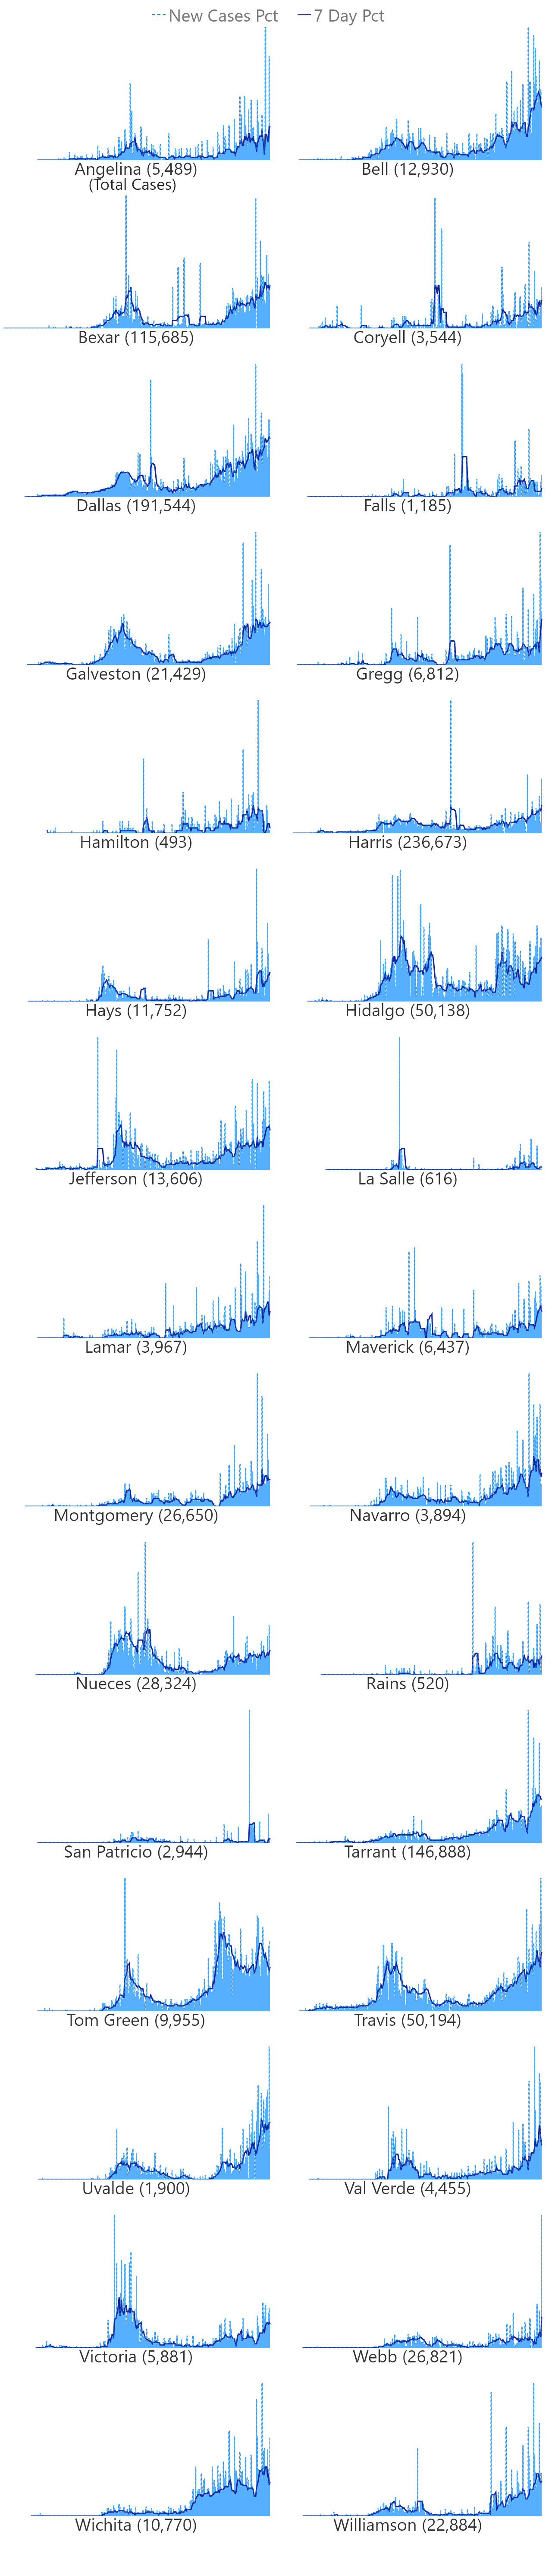 New Cases Pct 7 Day Pct
Angelina (5,489) Bell (12,930)
(Total Cases)
Bexar (115,685) Coryell (3,544)
Dallas (191,544) Falls (1,185)
Galveston (21,429) Gregg (6,812)
Hamilton (493) Harris (236,673)
Hays (11,752) Hidalgo (50,138)
Jefferson (13,606) La Salle (616)
Lamar (3,967) Maverick (6,437)
Montgomery (26,650) Navarro (3,894)
Nueces (28,324) Rains (520)
San Patricio (2,944) Tarrant (146,888)
Tom Green (9,955) Travis (50,194)
Uvalde (1,900) Val Verde (4,455)
Victoria (5,881) Webb (26,821)
Wichita (10,770) Williamson (22,884)